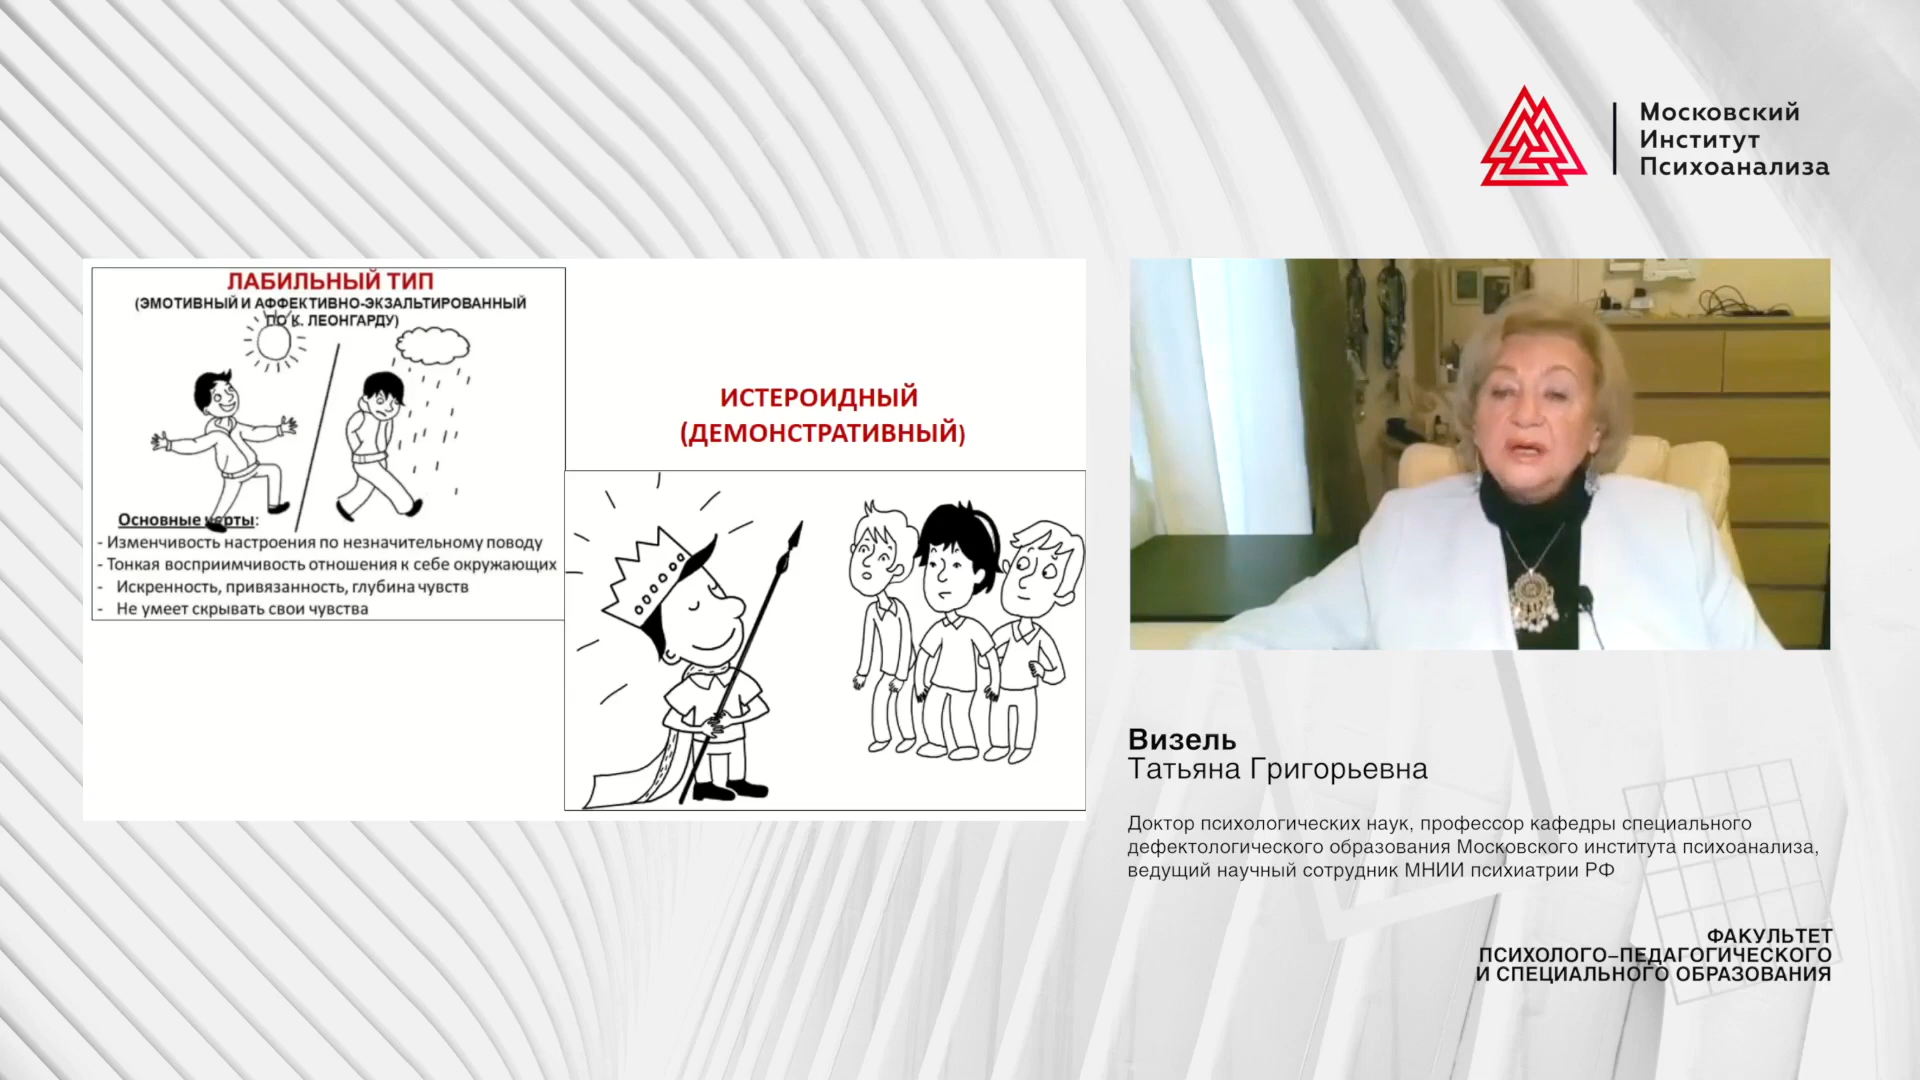 Московский
Институт
Психоанализа
ЛАБИЛЬНЫЙ ТИП
(ЭМОТИВНЫЙ И АФФЕКТИВНО-ЭКЗАЛЬТИРОВАННЫЙ
ПО К. ЛЕОНГАРДУ)
Основные черты:
- Изменчивость настроения по незначительному поводу
- Тонкая восприимчивость отношения к себе окружающих
- Искренность, привязанность, глубина чувств
- Не умеет скрывать свои чувства
ИСТЕРОИДНЫЙ
(ДЕМОНСТРАТИВНЫЙ)
Визель
Татьяна Григорьевна
Доктор психологических наук, профессор кафедры специального
дефектологического образования Московского института психоанализа,
ведущий научный сотрудник МНИИ психиатрии РФ
ФАКУЛЬТЕТ
ПСИХОЛОГО–ПЕДАГОГИЧЕСКОГО
И СПЕЦИАЛЬНОГО ОБРАЗОВАНИЯ